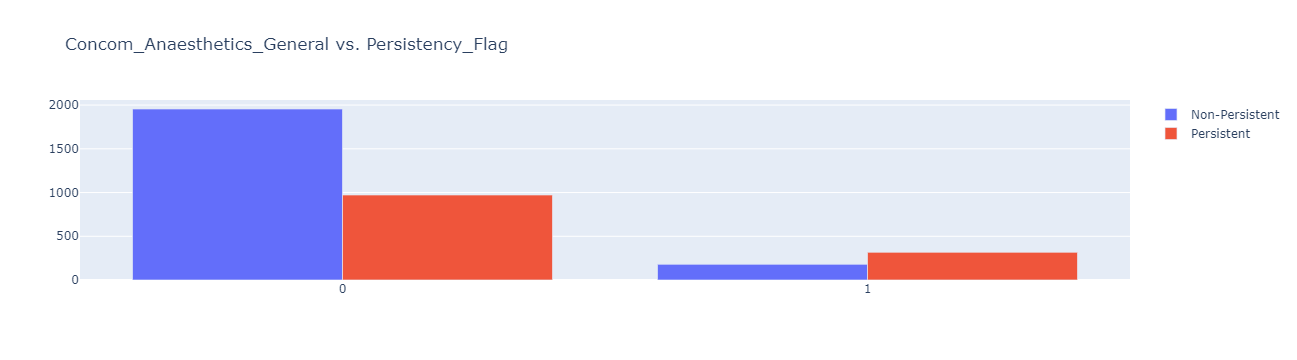 Concom_Anaesthetics_General vs. Persistency_Flag
2000
1500
1000
500
0
0
1
Non-Persistent
Persistent